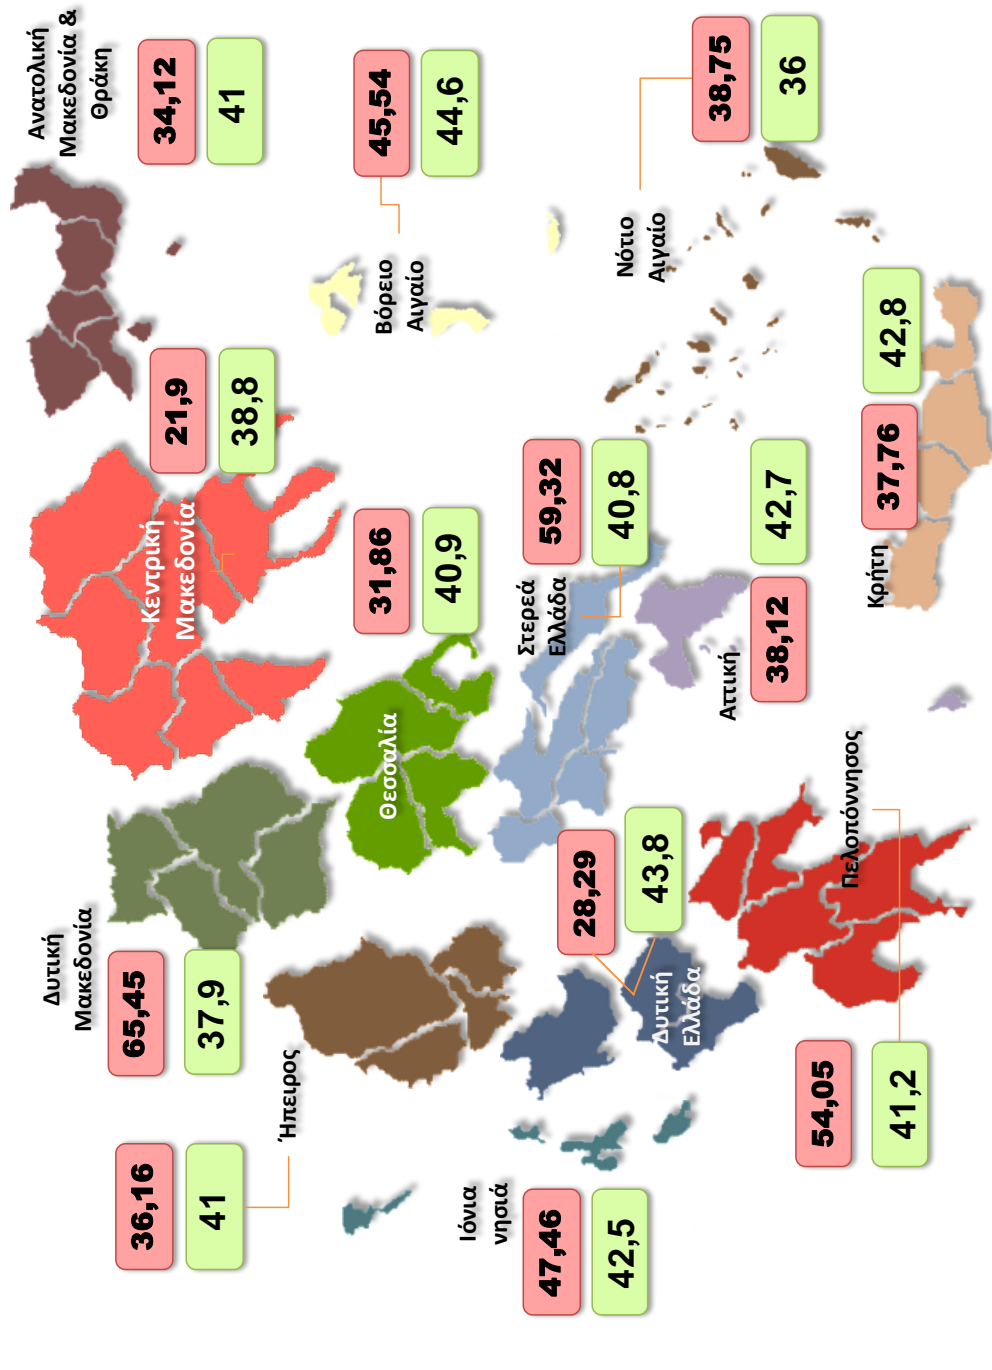 Ανατολική
Μακεδονία &
Θράκη
34,12
41
Κεντρική
Μακεδονία
21,9
38,8
Δυτική
Μακεδονία
65,45
37,9
36,16
41
Ήπειρος
Θεσσαλία
31,86
40,9
Βόρειο
Αιγαίο
45,54
44,6
Ιόνια
νησιά
47,46
42,5
Δυτική
Ελλάδα
28,29
43,8
Στερεά
Ελλάδα
59,32
40,8
Αττική
38,12
42,7
Νότιο
Αιγαίο
38,75
36
Πελοπόννησος
54,05
41,2
Κρήτη
37,76
42,8